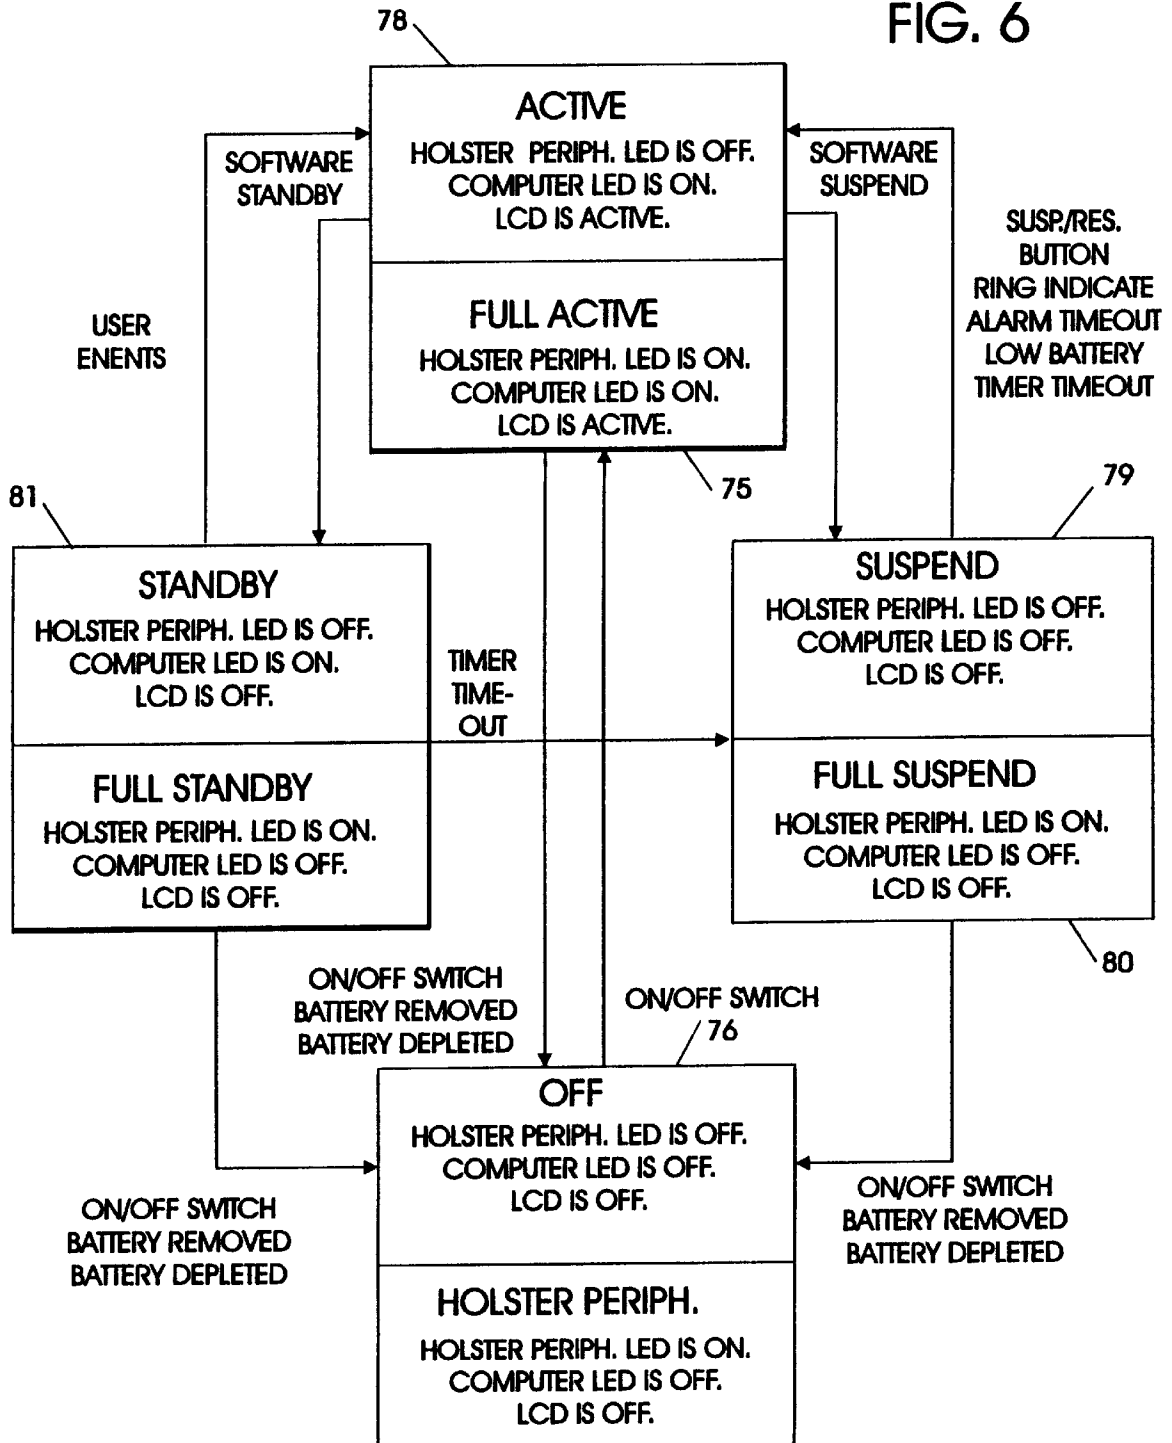 FIG. 6
78
ACTIVE
HOLSTER PERIPH. LED IS OFF.
COMPUTER LED IS ON.
LCD IS ACTIVE.
SOFTWARE
STANDBY
SOFTWARE
SUSPEND
SUSP./RES.
BUTTON
RING INDICATE
ALARM TIMEOUT
LOW BATTERY
TIMER TIMEOUT
USER
ENENTS
FULL ACTIVE
HOLSTER PERIPH. LED IS ON.
COMPUTER LED IS ON.
LCD IS ACTIVE.
75
81
79
STANDBY
HOLSTER PERIPH. LED IS OFF.
COMPUTER LED IS ON.
LCD IS OFF.
TIMER
TIME-
OUT
SUSPEND
HOLSTER PERIPH. LED IS OFF.
COMPUTER LED IS OFF.
LCD IS OFF.
FULL STANDBY
HOLSTER PERIPH. LED IS ON.
COMPUTER LED IS OFF.
LCD IS OFF.
FULL SUSPEND
HOLSTER PERIPH. LED IS ON.
COMPUTER LED IS OFF.
LCD IS OFF.
80
ON/OFF SWITCH
BATTERY REMOVED
BATTERY DEPLETED
ON/OFF SWITCH
76
OFF
HOLSTER PERIPH. LED IS OFF.
COMPUTER LED IS OFF.
LCD IS OFF.
ON/OFF SWITCH
BATTERY REMOVED
BATTERY DEPLETED
ON/OFF SWITCH
BATTERY REMOVED
BATTERY DEPLETED
HOLSTER PERIPH.
HOLSTER PERIPH. LED IS ON.
COMPUTER LED IS OFF.
LCD IS OFF.